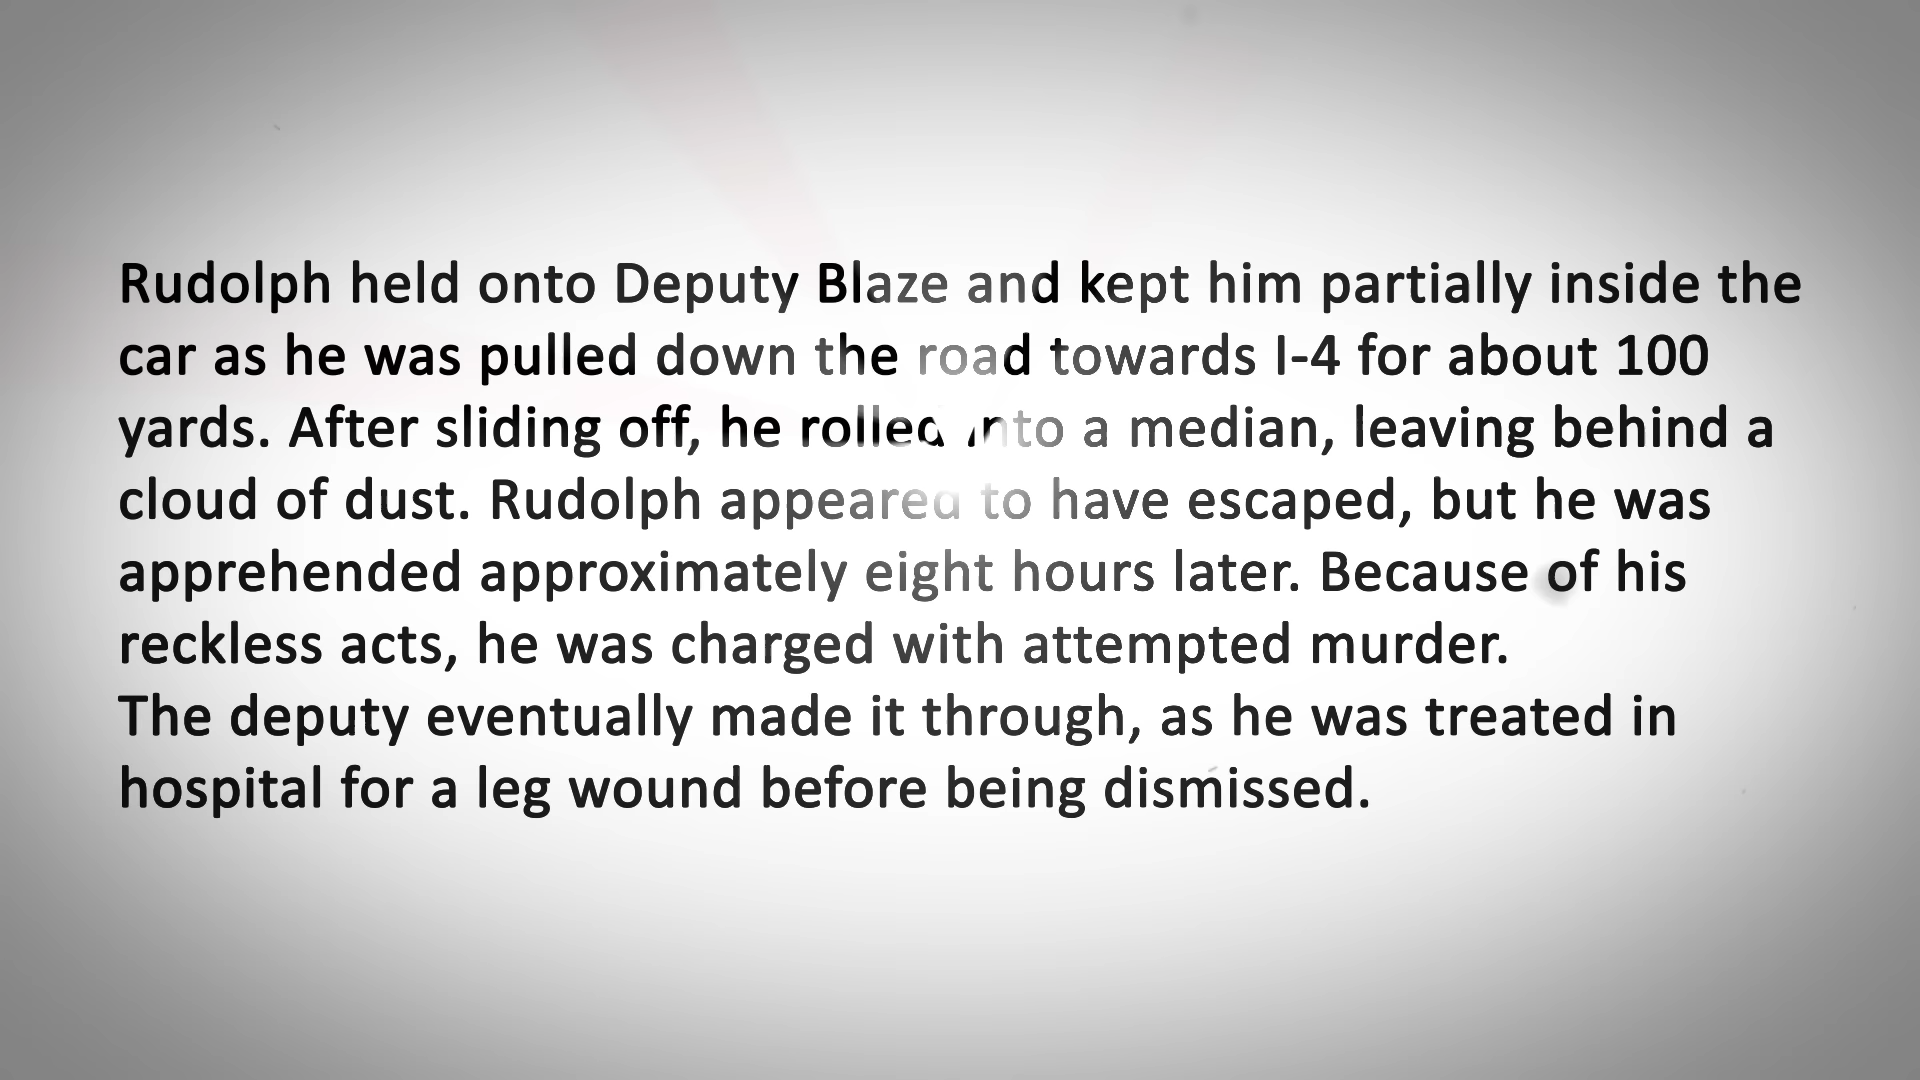 Rudolph held onto Deputy Blaze and kept him partially inside the
car as he was pulled down the road towards I-4 for about 100
yards. After sliding off, he rolled into a median, leaving behind a
cloud of dust. Rudolph appeared to have escaped, but he was
apprehended approximately eight hours later. Because of his
reckless acts, he was charged with attempted murder.
The deputy eventually made it through, as he was treated in
hospital for a leg wound before being dismissed.